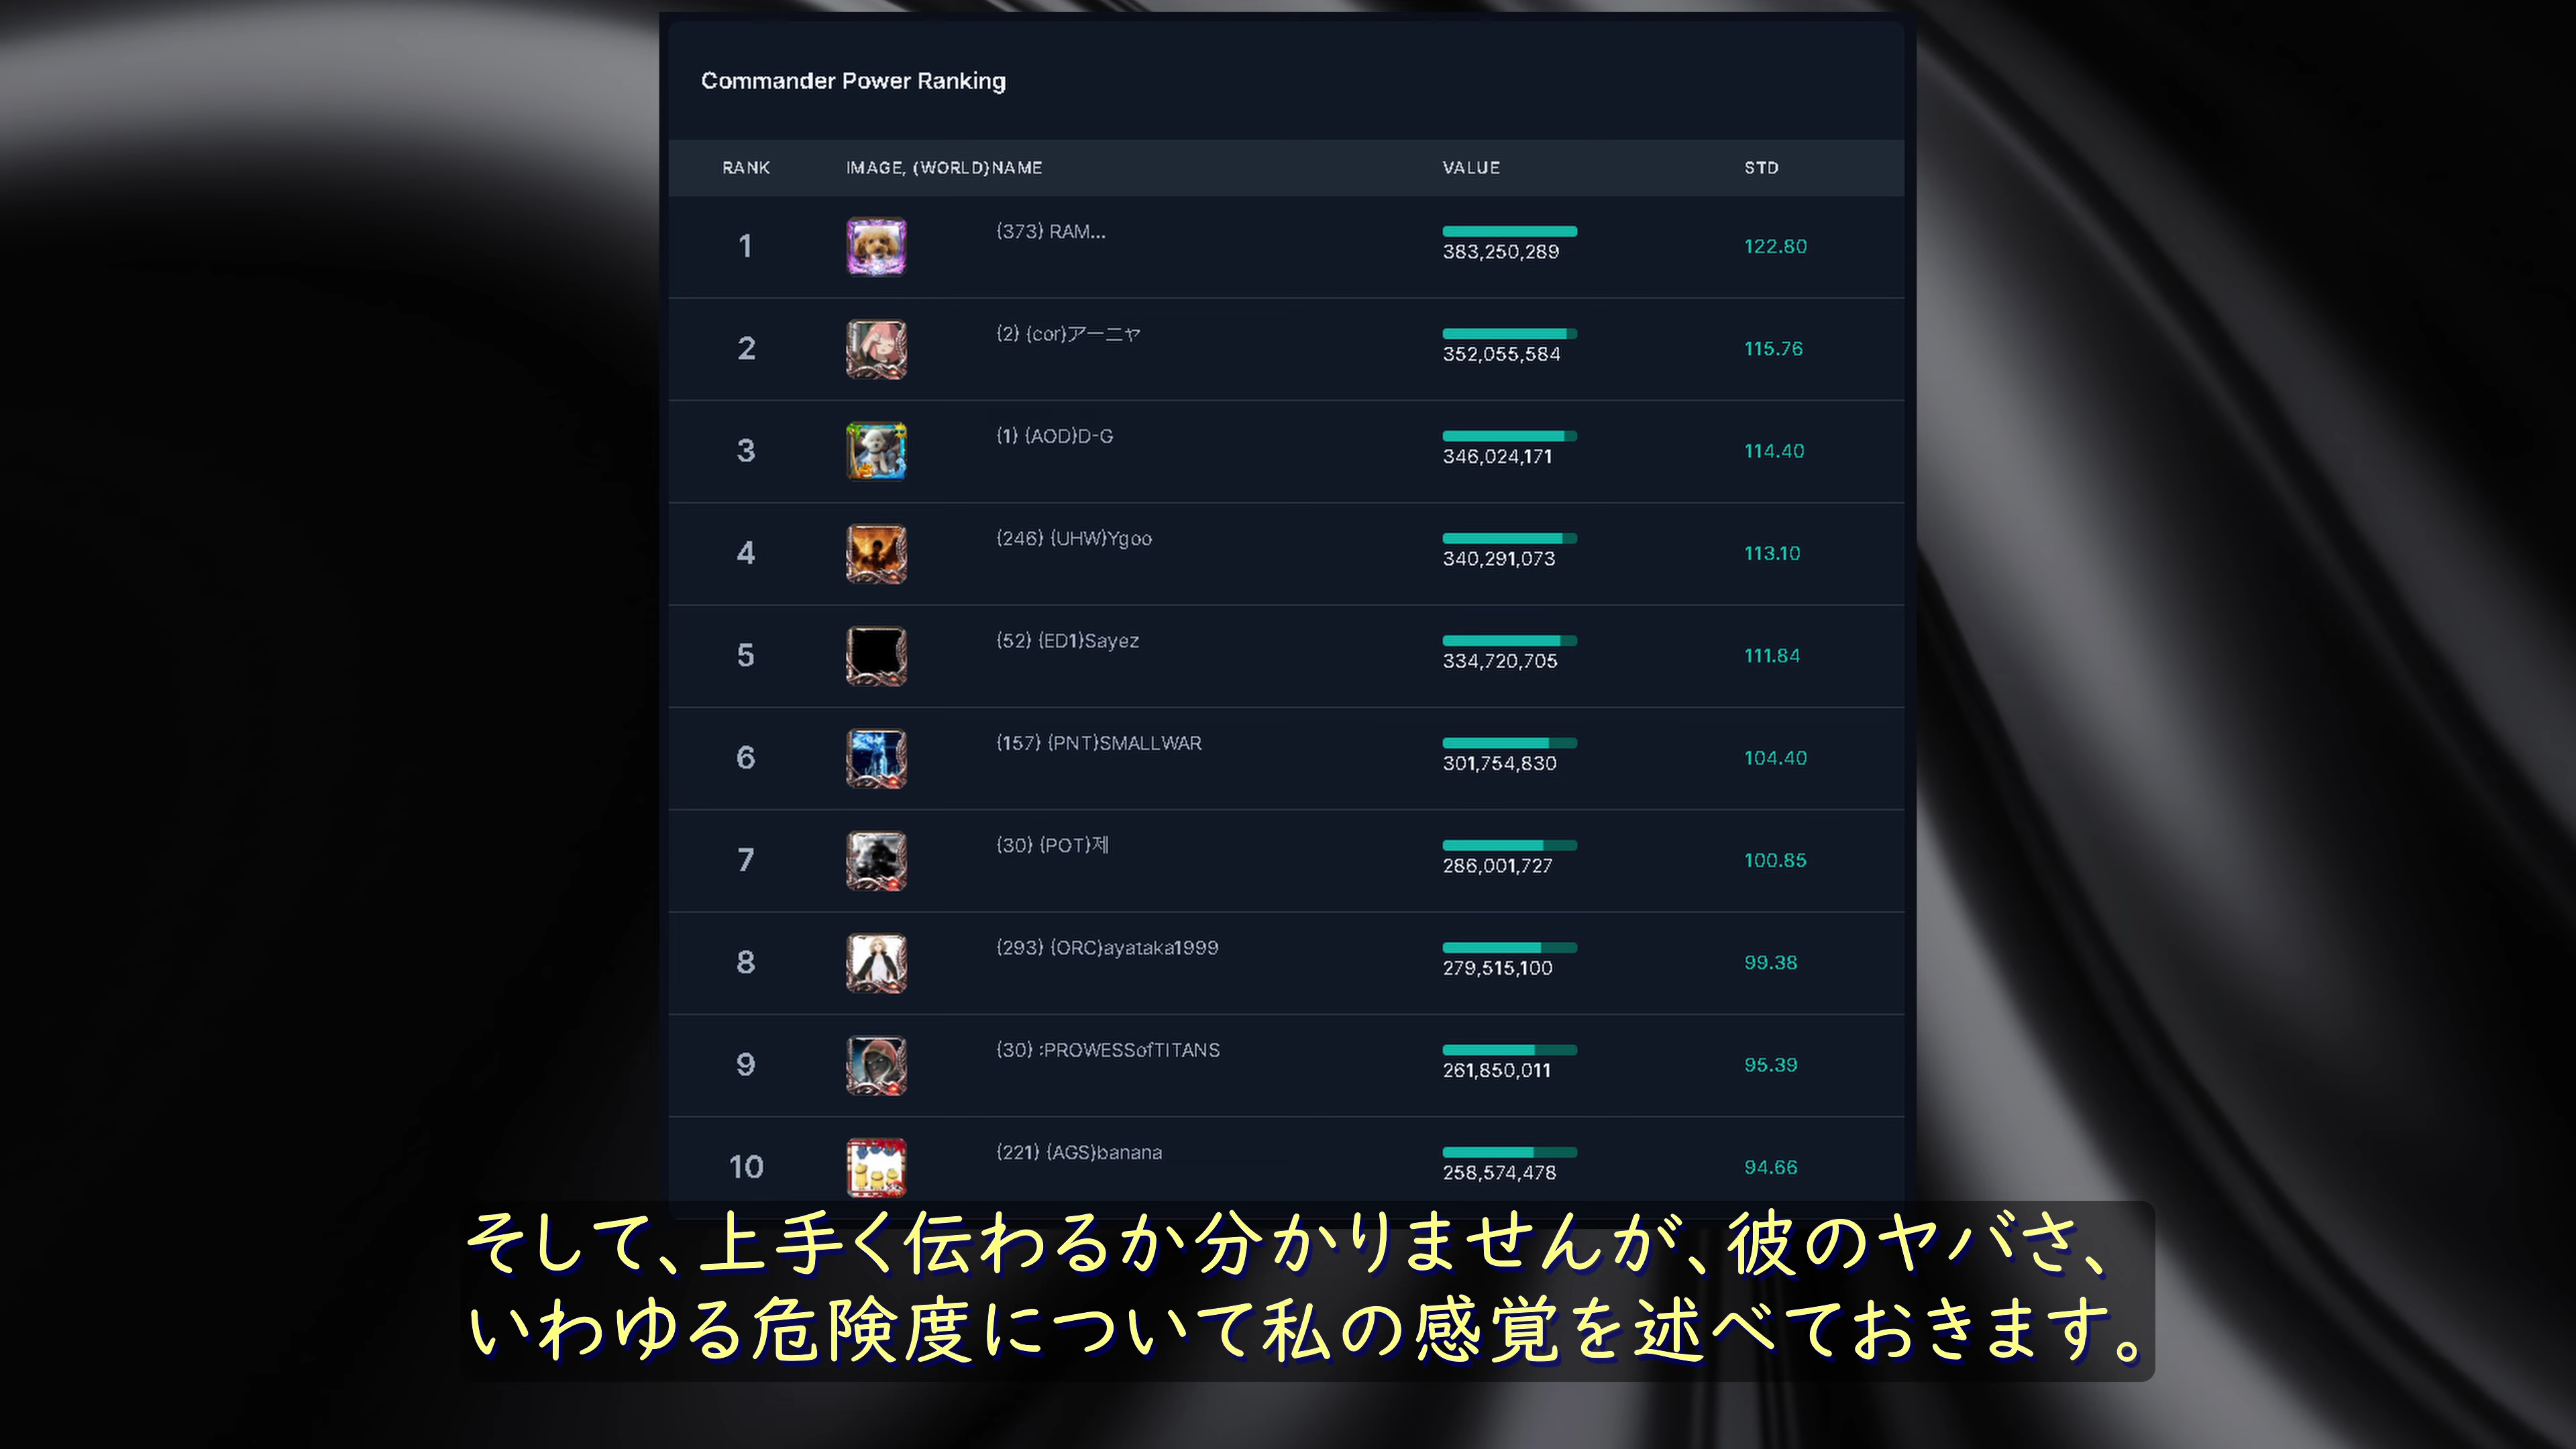 Commander Power Ranking
RANK IMAGE, (WORLD)NAME VALUE STD
1 (373) RAM... 383,250,289 122.80
2 (2) (cor)アーニャ 352,055,584 115.76
3 (1) (AOD)D-G 346,024,171 114.40
4 (246) (UHW)Ygoo 340,291,073 113.10
5 (52) (ED1)Sayez 334,720,705 111.84
6 (157) (PNT)SMALLWAR 301,754,830 104.40
7 (30) (POT)제 286,001,727 100.85
8 (293) (ORC)ayataka1999 279,515,100 99.38
9 (30) :PROWESSofTITANS 261,850,011 95.39
10 (221) (AGS)banana 258,574,478 94.66
そして、上手く伝わるか分かりませんが、彼のヤバさ、
いわゆる危険度について私の感覚を述べておきます。